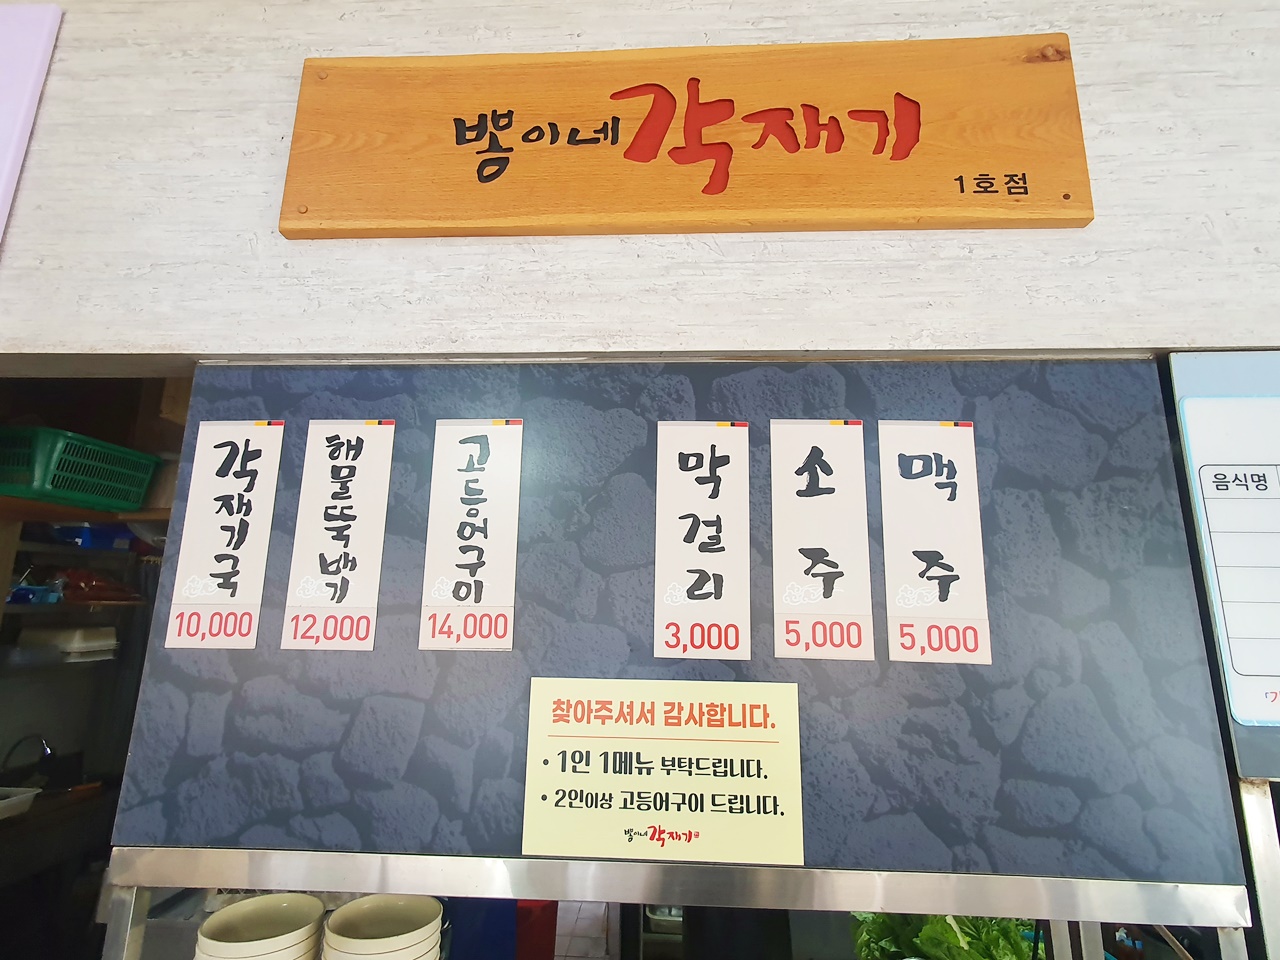 뽕이네 각재기
1호점
각재기국
10,000
해물뚝배기
12,000
고등어구이
14,000
막걸리
3,000
소주
5,000
맥주
5,000
찾아주셔서 감사합니다.
• 1인 1메뉴 부탁드립니다.
• 2인이상 고등어구이 드립니다.
뽕이네 각재기
음식명